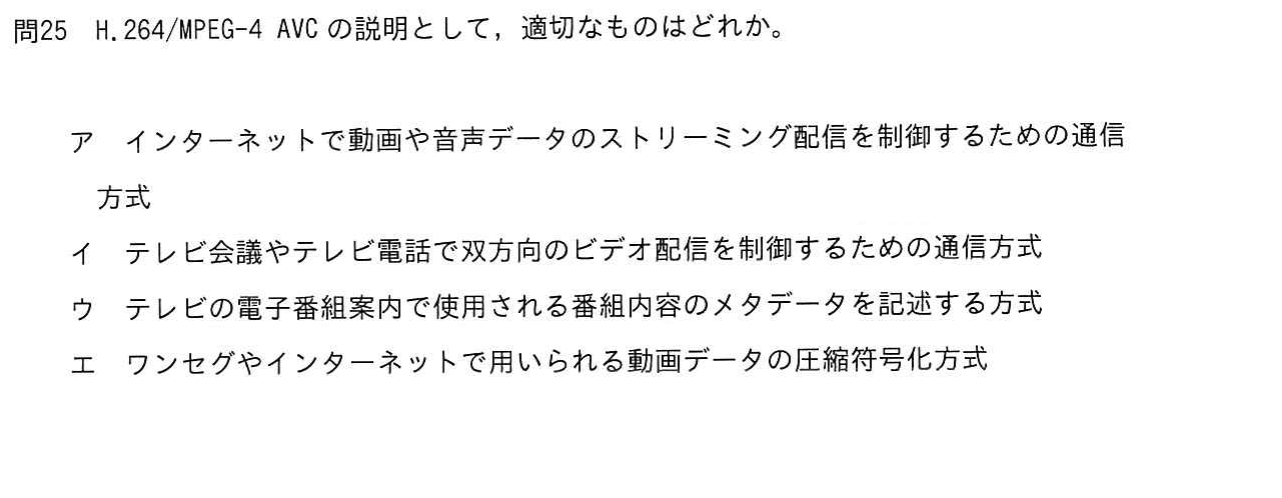 問25 H.264/MPEG-4 AVC の説明として，適切なものはどれか。
ア インターネットで動画や音声データのストリーミング配信を制御するための通信
方式
イ テレビ会議やテレビ電話で双方向のビデオ配信を制御するための通信方式
ウ テレビの電子番組案内で使用される番組内容のメタデータを記述する方式
エ ワンセグやインターネットで用いられる動画データの圧縮符号化方式